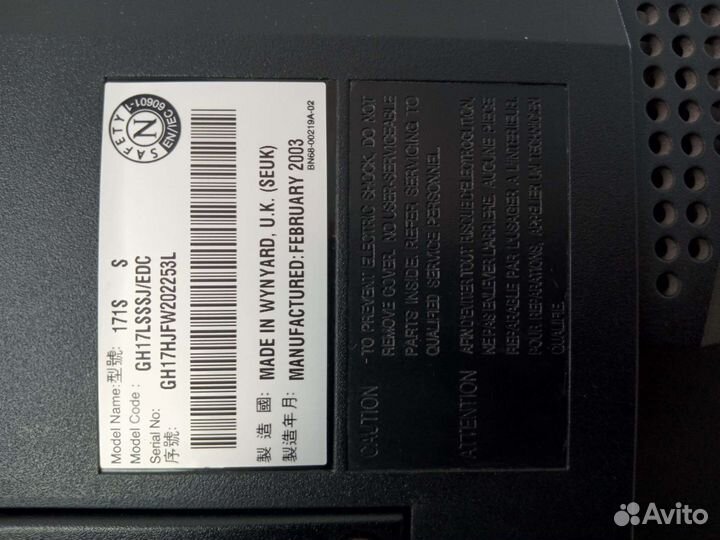 Model Name:型號: 171S S
Model Code : GH17LSSSJ/EDC
Serial No: GH17HJFW202253L
序號:
製 造 國: MADE IN WYNYARD, U.K. (SEUK)
製造年月: MANUFACTURED: FEBRUARY 2003
BN68-00219A-02
SAFETY
N
EN/IEC 60601-1
CAUTION -TO PREVENT ELECTRIC SHOCK, DO NOT
REMOVE COVER. NO USER-SERVICEABLE
PARTS INSIDE. REFER SERVICING TO
QUALIFIED SERVICE PERSONNEL.
ATTENTION AFIN D'EVITER TOUT RISQUE D'ELECTROCUTION,
NE PAS ENLEVER L'ARRIERE, AUCUNE PIECE
REPARABLE PAR L'USAGER A L'INTERIEUR.
POUR REPARATIONS, APPELER UN TECHNICIEN
QUALIFIE.
Avito